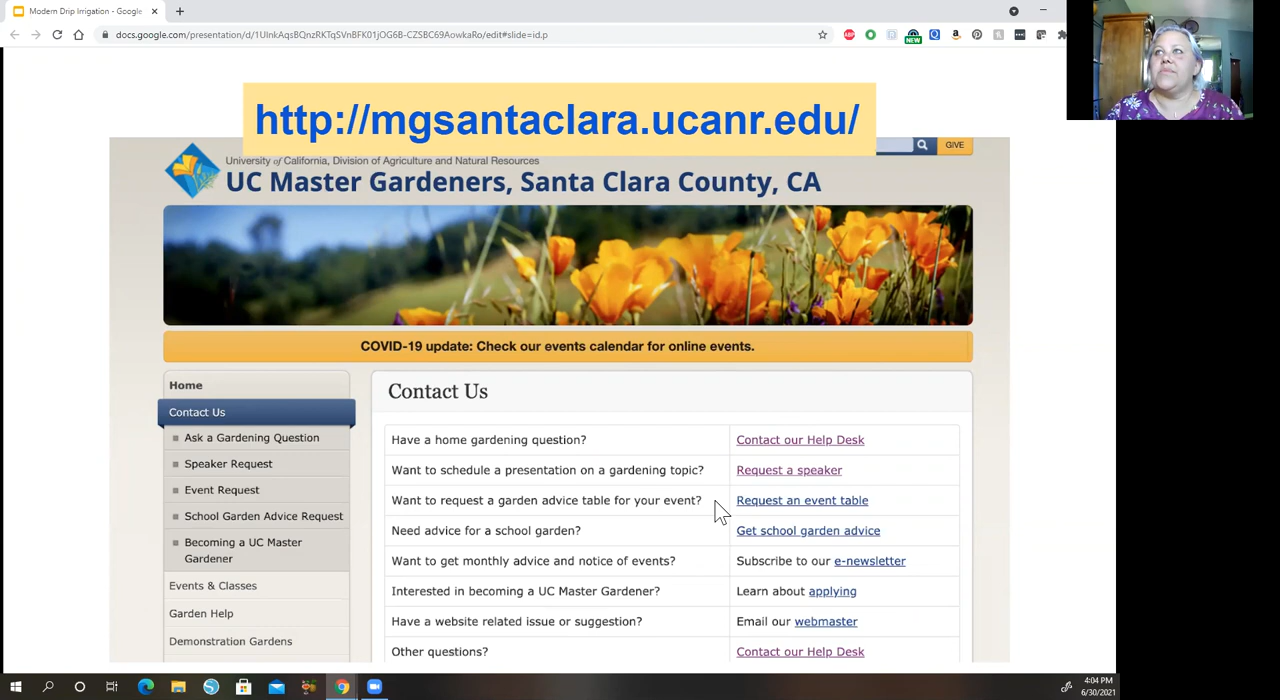 Modern Drip Irrigation - Google
docs.google.com/presentation/d/1UInkAqsBQnzRKTqSVnBFK01jOG6B-CZSBC69AowkaRo/edit#slide=id.p
NEW
http://mgsantaclara.ucanr.edu/
GIVE
University of California, Division of Agriculture and Natural Resources
UC Master Gardeners, Santa Clara County, CA
COVID-19 update: Check our events calendar for online events.
Home
Contact Us
Ask a Gardening Question
Speaker Request
Event Request
School Garden Advice Request
Becoming a UC Master
Gardener
Events & Classes
Garden Help
Demonstration Gardens
Contact Us
Have a home gardening question? Contact our Help Desk
Want to schedule a presentation on a gardening topic? Request a speaker
Want to request a garden advice table for your event? Request an event table
Need advice for a school garden? Get school garden advice
Want to get monthly advice and notice of events? Subscribe to our e-newsletter
Interested in becoming a UC Master Gardener? Learn about applying
Have a website related issue or suggestion? Email our webmaster
Other questions? Contact our Help Desk
4:04 PM
6/30/2021